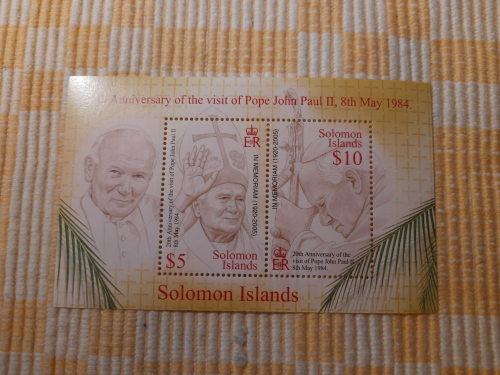 Anniversary of the visit of Pope John Paul II, 8th May 1984.
20th Anniversary of the
visit of Pope John Paul II
8th May 1984.
ER
IN MEMORIAM (1920-2005)
$5
Solomon
Islands
IN MEMORIAM (1920-2005)
Solomon
Islands
$10
ER
20th Anniversary of the
visit of Pope John Paul II
8th May 1984.
Solomon Islands